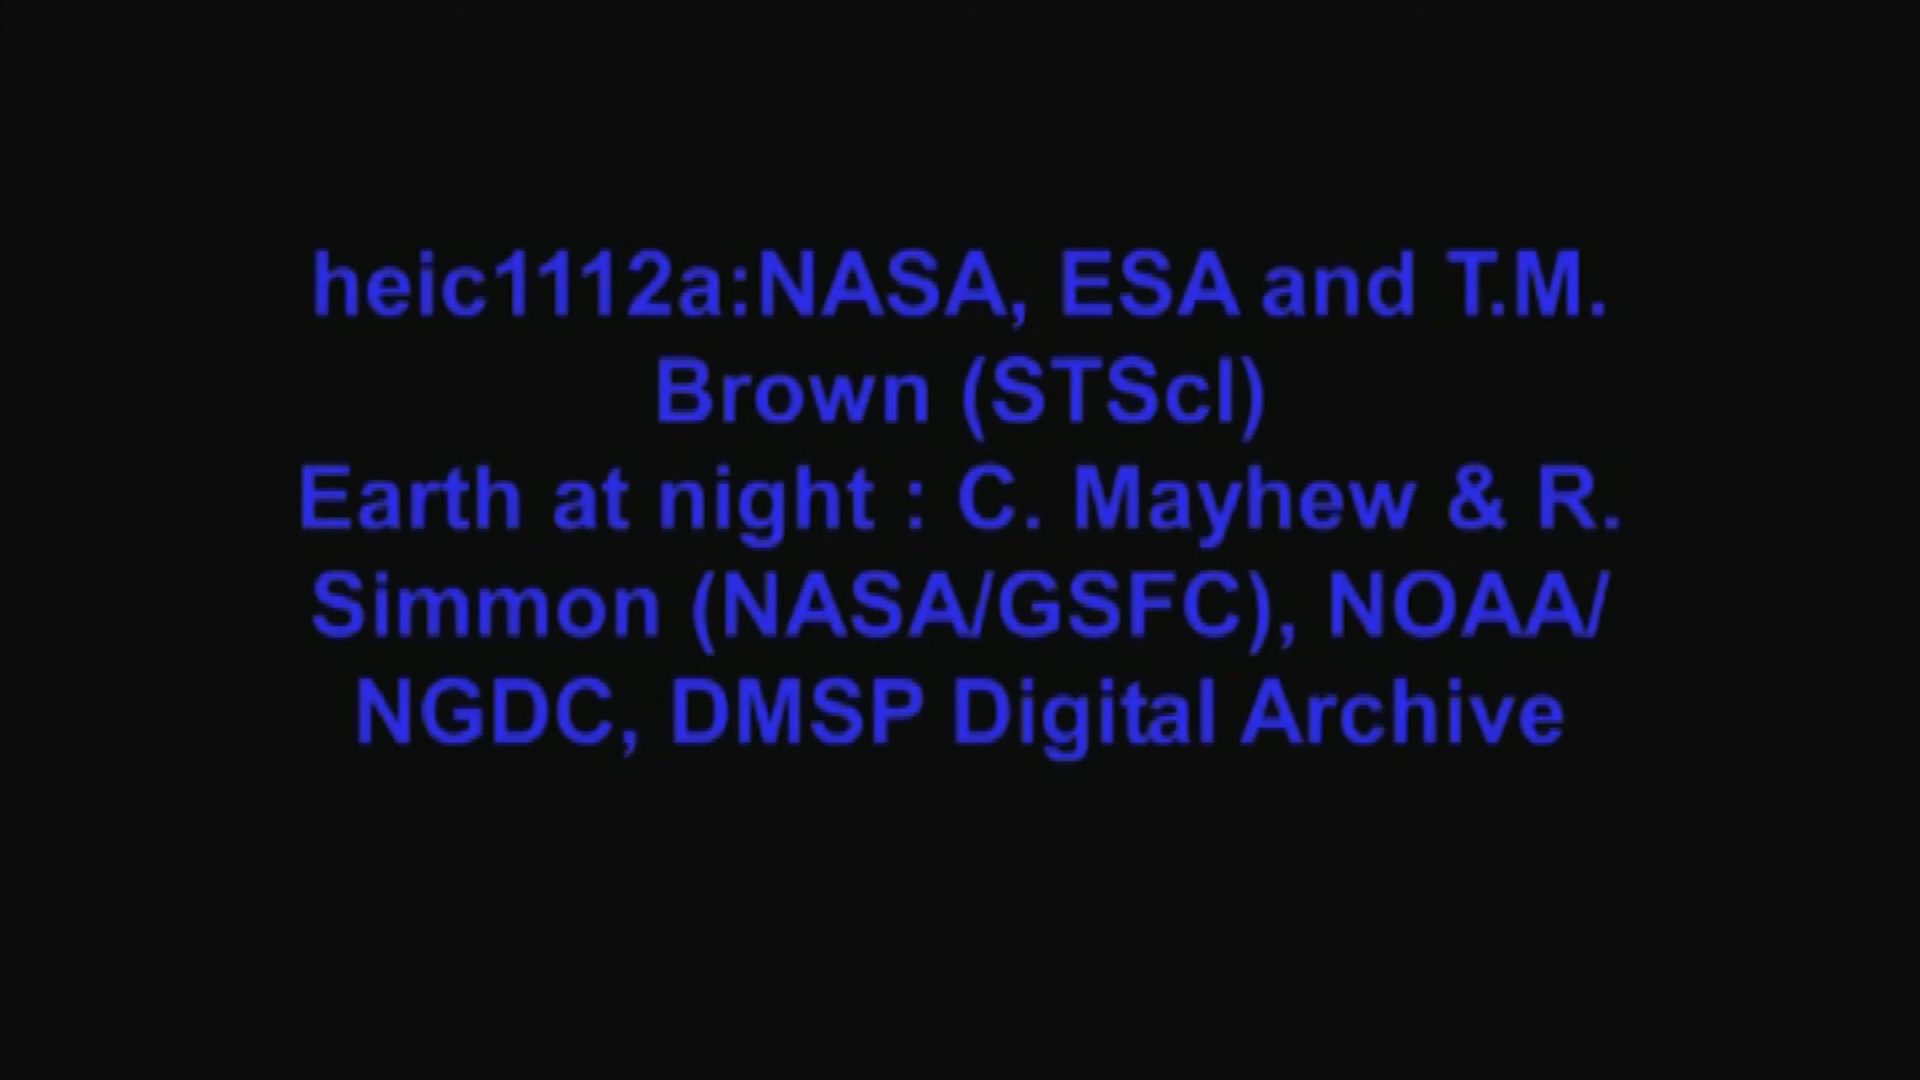 heic1112a:NASA, ESA and T.M.
Brown (STScI)
Earth at night : C. Mayhew & R.
Simmon (NASA/GSFC), NOAA/
NGDC, DMSP Digital Archive